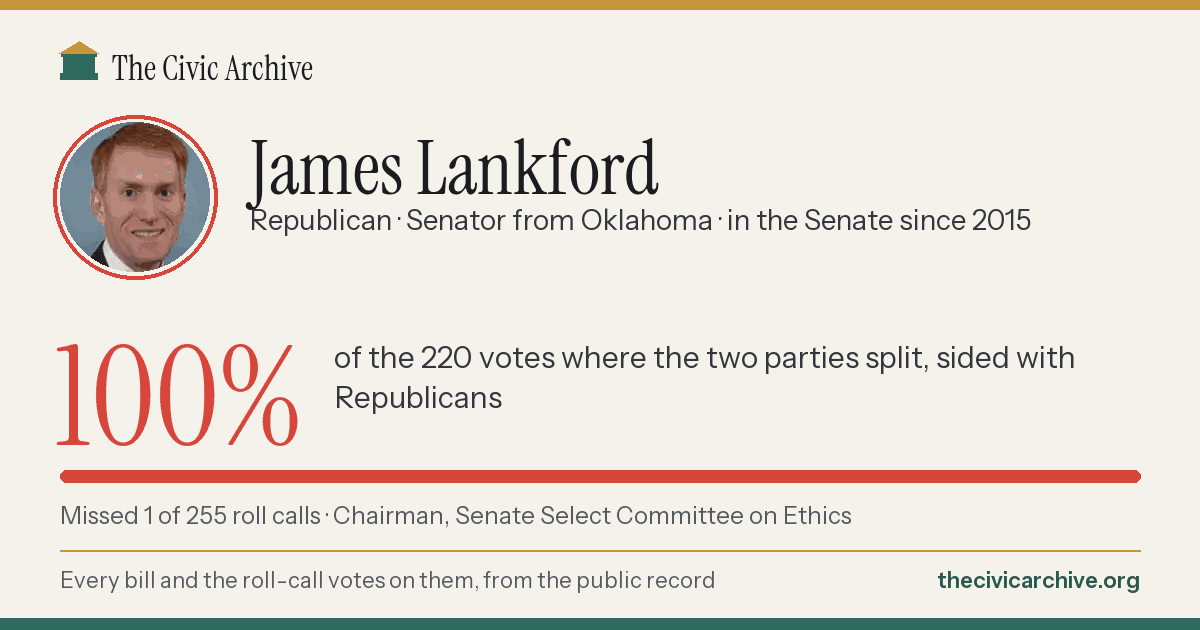 The Civic Archive
James Lankford
Republican · Senator from Oklahoma · in the Senate since 2015
100%
of the 220 votes where the two parties split, sided with
Republicans
Missed 1 of 255 roll calls · Chairman, Senate Select Committee on Ethics
Every bill and the roll-call votes on them, from the public record
thecivicarchive.org